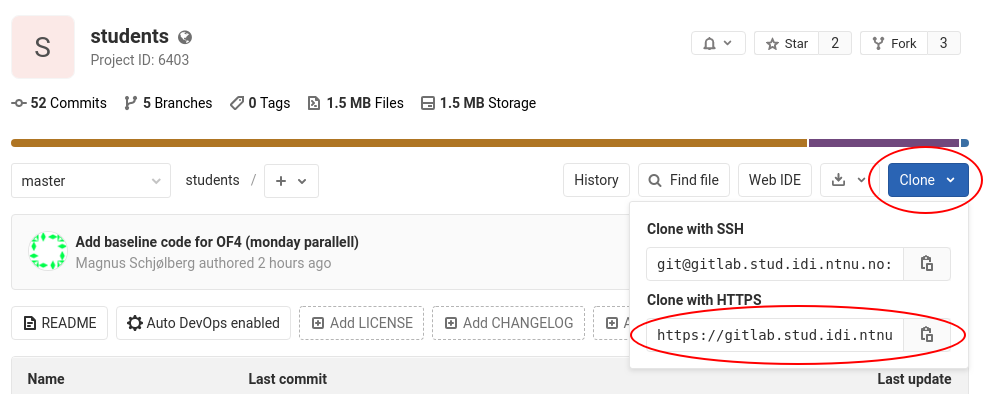 S
students
Project ID: 6403
Star 2
Fork 3
52 Commits 5 Branches 0 Tags 1.5 MB Files 1.5 MB Storage
master students / + History Find file Web IDE Clone
Add baseline code for OF4 (monday parallell)
Magnus Schjølberg authored 2 hours ago
Clone with SSH
git@gitlab.stud.idi.ntnu.no:
Clone with HTTPS
https://gitlab.stud.idi.ntnu
README Auto DevOps enabled Add LICENSE Add CHANGELOG A
Name Last commit Last update